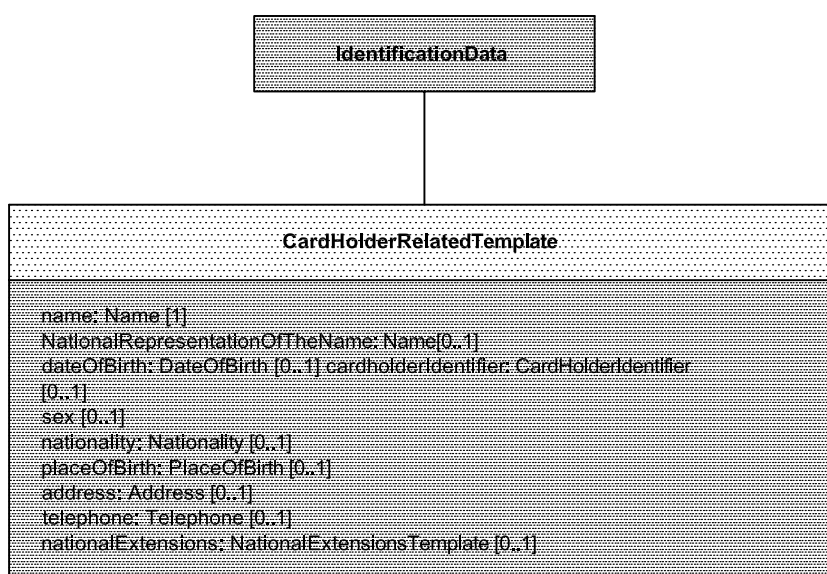 IdentificationData
CardHolderRelatedTemplate
name: Name [1]
NationalRepresentationOfTheName: Name[0..1]
dateOfBirth: DateOfBirth [0..1] cardholderIdentifier: CardHolderIdentifier
[0..1]
sex [0..1]
nationality: Nationality [0..1]
placeOfBirth: PlaceOfBirth [0..1]
address: Address [0..1]
telephone: Telephone [0..1]
nationalExtensions: NationalExtensionsTemplate [0..1]